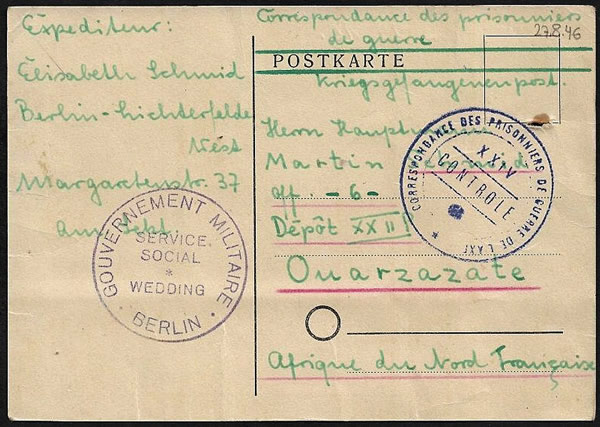 Expediteur:
Elisabeth Schmid
Berlin-Lichterfelde
West
Margaretenstr. 37
GOUVERNEMENT MILITAIRE
SERVICE
SOCIAL
*
WEDDING
· BERLIN ·
Correspondance des prisonniers
de guerre
27.8.46
POSTKARTE
Kriegsgefangenenpost.
Herrn
Martin
off. -6-
Dépôt
Ouarzazate
Afrique du Nord Française
CORRESPONDANCE DES PRISONNIERS DE GUERRE DE L'AXE
XXIV
CONTROLE
*